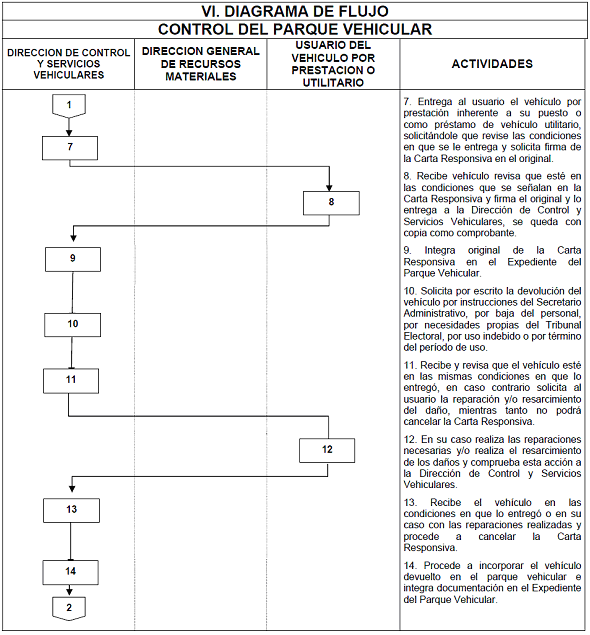 VI. DIAGRAMA DE FLUJO
CONTROL DEL PARQUE VEHICULAR
DIRECCION DE CONTROL
Y SERVICIOS
VEHICULARES
DIRECCION GENERAL
DE RECURSOS
MATERIALES
USUARIO DEL
VEHICULO POR
PRESTACION O
UTILITARIO
ACTIVIDADES
1
7
8
9
10
11
12
13
14
2
7. Entrega al usuario el vehículo por
prestación inherente a su puesto o
como préstamo de vehículo utilitario,
solicitándole que revise las condiciones
en que se le entrega y solicita firma de
la Carta Responsiva en el original.
8. Recibe vehículo revisa que esté en
las condiciones que se señalan en la
Carta Responsiva y firma el original y lo
entrega a la Dirección de Control y
Servicios Vehiculares, se queda con
copia como comprobante.
9. Integra original de la Carta
Responsiva en el Expediente del
Parque Vehicular.
10. Solicita por escrito la devolución del
vehículo por instrucciones del Secretario
Administrativo, por baja del personal,
por necesidades propias del Tribunal
Electoral, por uso indebido o por término
del período de uso.
11. Recibe y revisa que el vehículo esté
en las mismas condiciones en que lo
entregó, en caso contrario solicita al
usuario la reparación y/o resarcimiento
del daño, mientras tanto no podrá
cancelar la Carta Responsiva.
12. En su caso realiza las reparaciones
necesarias y/o realiza el resarcimiento
de los daños y comprueba esta acción a
la Dirección de Control y Servicios
Vehiculares.
13. Recibe el vehículo en las
condiciones en que lo entregó o en su
caso con las reparaciones realizadas y
procede a cancelar la Carta
Responsiva.
14. Procede a incorporar el vehículo
devuelto en el parque vehicular e
integra documentación en el Expediente
del Parque Vehicular.